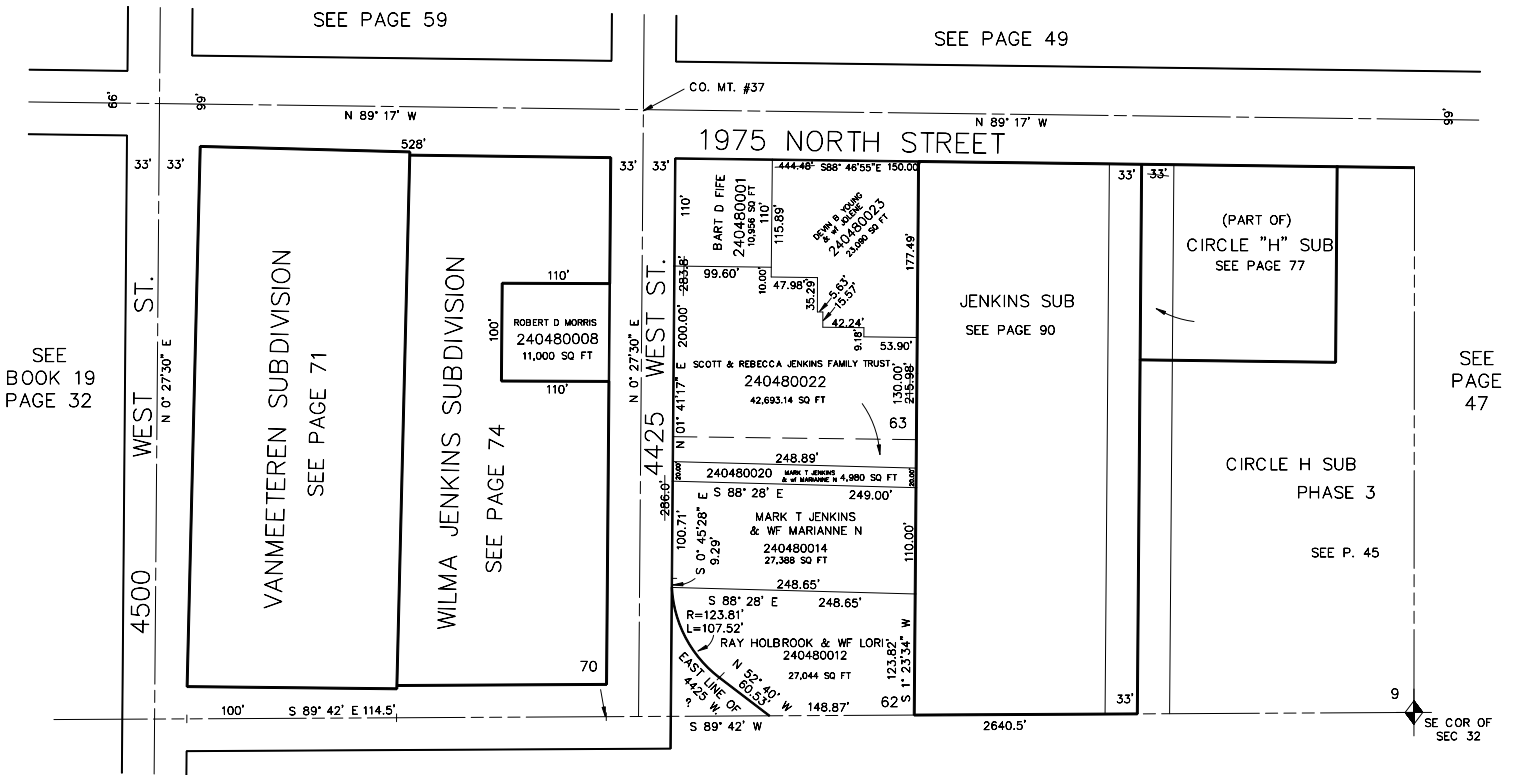 SEE PAGE 59
SEE PAGE 49
CO. MT. #37
66'
99'
N 89° 17' W
N 89° 17' W
99'
1975 NORTH STREET
528'
33'
33'
33'
33'
444.48'
S88° 46'55"E
150.00
33'
33'
110'
BART D FIFE
240480001
10,956 SQ FT
110'
115.89'
DEVIN B YOUNG
& wf JOLENE
240480023
23,090 SQ FT
177.49'
(PART OF)
CIRCLE "H" SUB
SEE PAGE 77
283.8'
99.60'
10.00'
47.98'
35.29'
5.63'
15.57'
42.24'
9.18'
53.90'
JENKINS SUB
SEE PAGE 90
110'
100'
ROBERT D MORRIS
240480008
11,000 SQ FT
110'
SEE
BOOK 19
PAGE 32
4500 WEST ST.
N 0° 27'30" E
VANMEETEREN SUBDIVISION
SEE PAGE 71
WILMA JENKINS SUBDIVISION
SEE PAGE 74
N 0° 27'30" E
4425 WEST ST.
200.00'
N 01° 41'17" E
SCOTT & REBECCA JENKINS FAMILY TRUST
240480022
42,693.14 SQ FT
130.00'
215.98'
63
SEE
PAGE
47
248.89'
20.00'
240480020
MARK T JENKINS
& wf MARIANNE N
4,980 SQ FT
20.00'
S 88° 28' E
249.00'
CIRCLE H SUB
PHASE 3
SEE P. 45
286.0'
100.71'
S 0° 45'28" E
9.29'
MARK T JENKINS
& WF MARIANNE N
240480014
27,388 SQ FT
110.00'
248.65'
S 88° 28' E
248.65'
R=123.81'
L=107.52'
RAY HOLBROOK & WF LORI
240480012
27,044 SQ FT
123.82'
S 1° 23'34" W
EAST LINE OF
4425 W.
?
N 52° 40' W
60.53'
148.87'
62
70
33'
9
100'
S 89° 42' E 114.5'
S 89° 42' W
2640.5'
SE COR OF
SEC 32